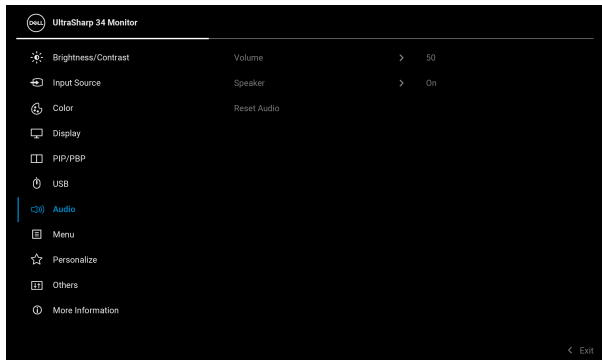 DELL UltraSharp 34 Monitor
Brightness/Contrast Volume > 50
Input Source Speaker > On
Color Reset Audio
Display
PIP/PBP
USB
Audio
Menu
Personalize
Others
More Information
< Exit